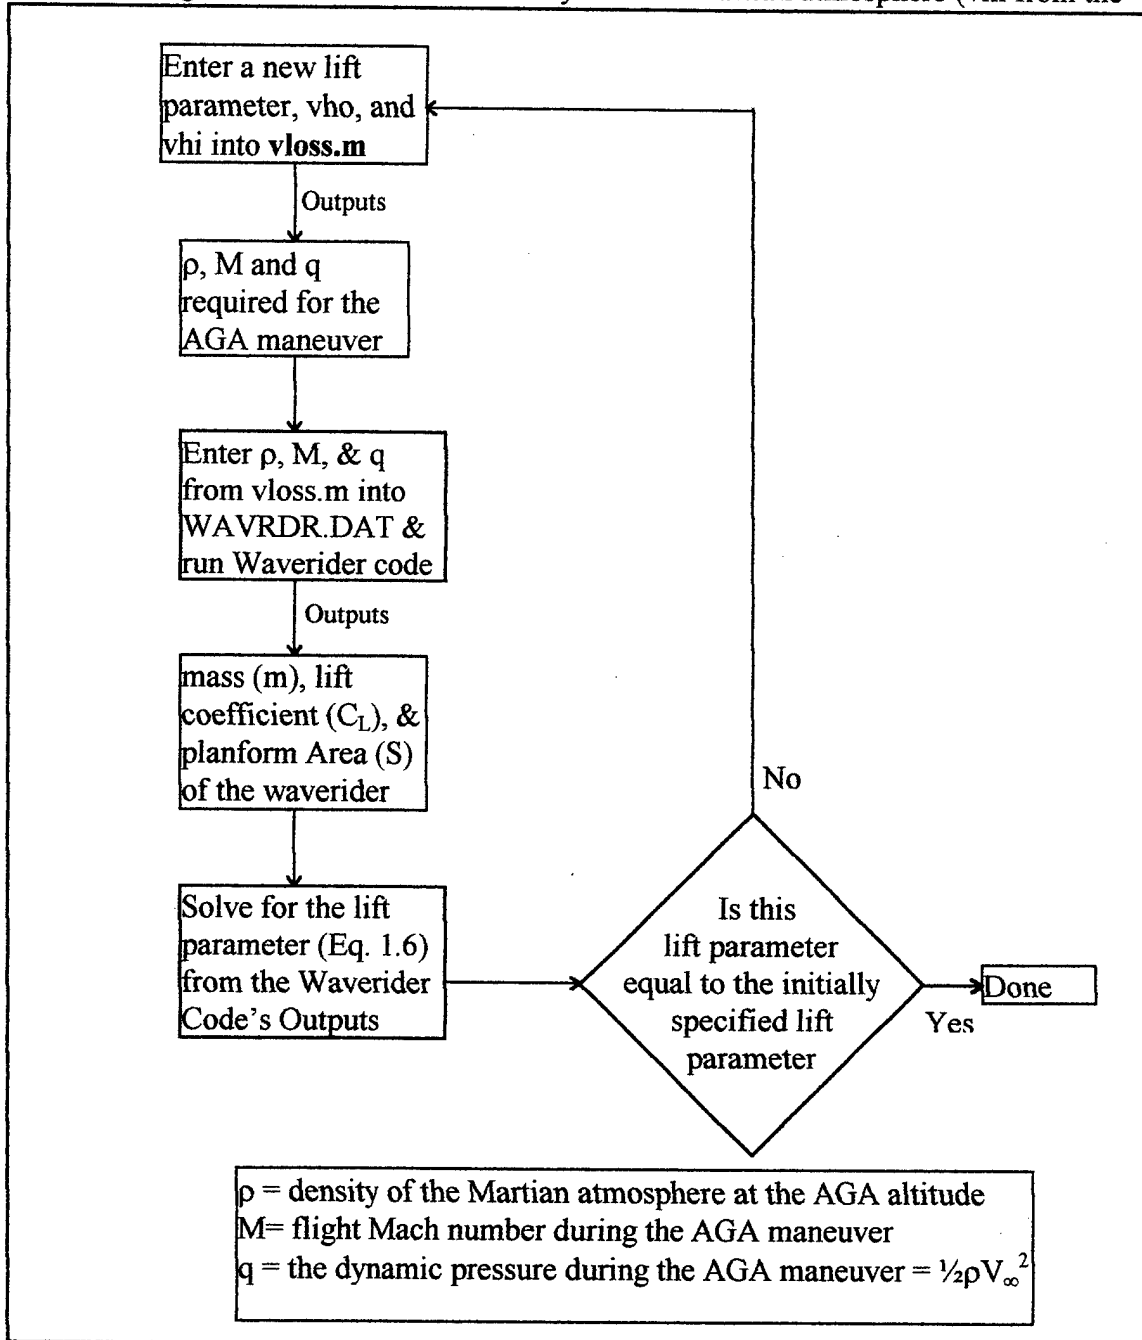 atmosphere (vhi from the
Enter a new lift
parameter, vho, and
vhi into vloss.m
Outputs
ρ, M and q
required for the
AGA maneuver
Enter ρ, M, & q
from vloss.m into
WAVRDR.DAT &
run Waverider code
Outputs
mass (m), lift
coefficient (C_L), &
planform Area (S)
of the waverider
Solve for the lift
parameter (Eq. 1.6)
from the Waverider
Code's Outputs
No
Is this
lift parameter
equal to the initially
specified lift
parameter
Yes
Done
ρ = density of the Martian atmosphere at the AGA altitude
M= flight Mach number during the AGA maneuver
q = the dynamic pressure during the AGA maneuver = ½ρV∞²